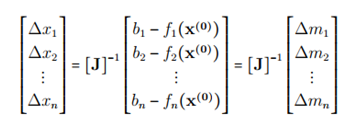 [Δx₁ Δx₂ ⋮ Δxₙ] = [J]⁻¹ [b₁ − f₁(x⁽⁰⁾) b₂ − f₂(x⁽⁰⁾) ⋮ bₙ − fₙ(x⁽⁰⁾)] = [J]⁻¹ [Δm₁ Δm₂ ⋮ Δmₙ]